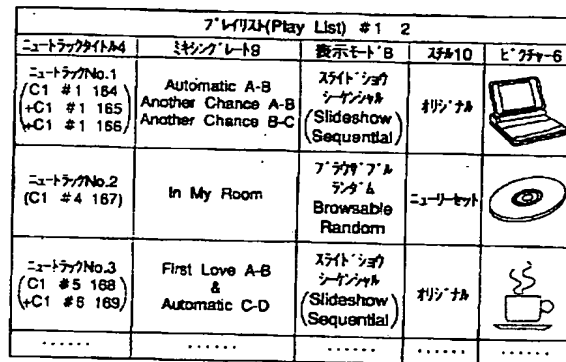 ﾌﾟﾚｲﾘｽﾄ(Play List) #1 2
ニュートラックタイトル4 ﾐｷｼﾝｸﾞﾚｰﾄ9 表示ﾓｰﾄﾞ8 ｽﾁﾙ10 ﾋﾟｸﾁｬｰ6
ニュートラックNo.1
(C1 #1 164
+C1 #1 165
+C1 #1 166)
Automatic A-B
Another Chance A-B
Another Chance B-C
ｽﾗｲﾄﾞｼｮｳ
ｼｰｹﾝｼｬﾙ
(Slideshow
Sequential)
ｵﾘｼﾞﾅﾙ
ニュートラックNo.2
(C1 #4 167)
In My Room
ﾌﾞﾗｳｻﾞﾌﾞﾙ
ﾗﾝﾀﾞﾑ
Browsable
Random
ﾆｭｰﾘｰｾｯﾄ
ニュートラックNo.3
(C1 #5 168
+C1 #6 169)
First Love A-B
&
Automatic C-D
ｽﾗｲﾄﾞｼｮｳ
ｼｰｹﾝｼｬﾙ
(Slideshow
Sequential)
ｵﾘｼﾞﾅﾙ
...... ...... ...... ...... ......